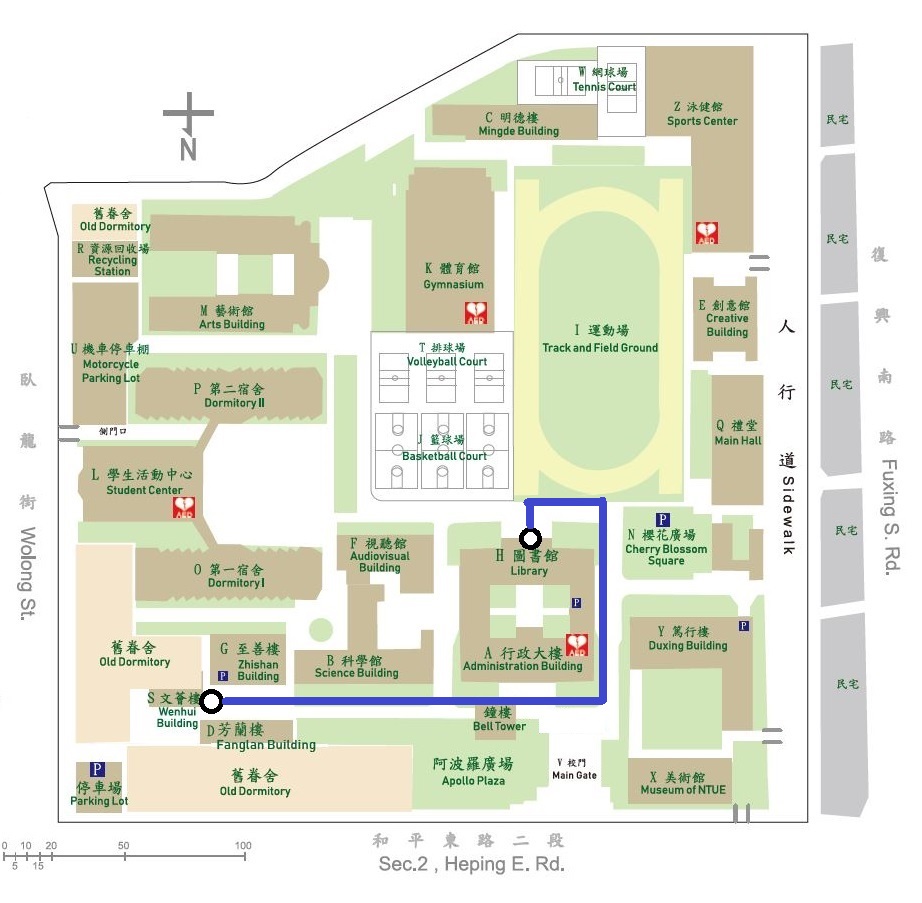 W 網球場
Tennis Court
C 明德樓
Mingde Building
Z 泳健館
Sports Center
民宅
N
舊眷舍
Old Dormitory
R 資源回收場
Recycling
Station
AED
民宅
復興南路
Fuxing S. Rd.
K 體育館
Gymnasium
AED
E 創意館
Creative
Building
人行道 Sidewalk
M 藝術館
Arts Building
I 運動場
Track and Field Ground
U 機車停車棚
Motorcycle
Parking Lot
T 排球場
Volleyball Court
P 第二宿舍
Dormitory II
民宅
臥龍街
Wolong St.
側門口
J 籃球場
Basketball Court
Q 禮堂
Main Hall
L 學生活動中心
Student Center
AED
P
N 櫻花廣場
Cherry Blossom
Square
民宅
F 視聽館
Audiovisual
Building
H 圖書館
Library
O 第一宿舍
Dormitory I
P
P
Y 篤行樓
Duxing Building
舊眷舍
Old Dormitory
G 至善樓
Zhishan
Building
P
B 科學館
Science Building
A 行政大樓
Administration Building
AED
民宅
S 文薈樓
Wenhui
Building
D 芳蘭樓
Fanglan Building
鐘樓
Bell Tower
P
停車場
Parking Lot
舊眷舍
Old Dormitory
阿波羅廣場
Apollo Plaza
V 校門
Main Gate
X 美術館
Museum of NTUE
和平東路二段
Sec.2 , Heping E. Rd.
0 10 20 50 100
5 15